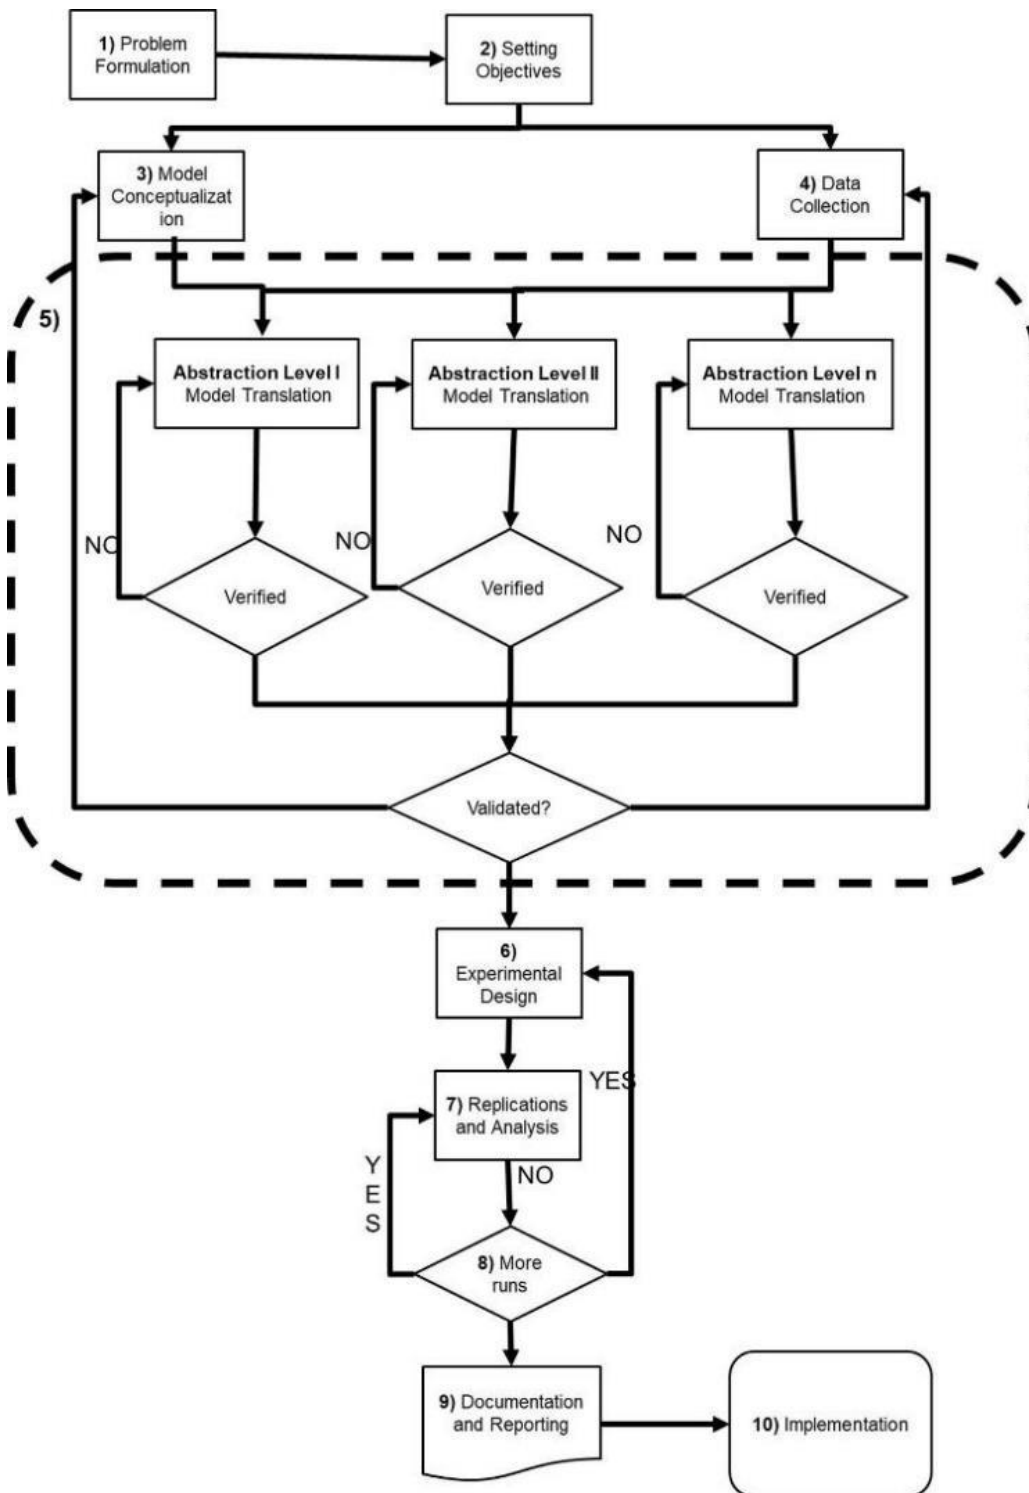 1) Problem
Formulation
2) Setting
Objectives
3) Model
Conceptualizat
ion
4) Data
Collection
5)
Abstraction Level I
Model Translation
Abstraction Level II
Model Translation
Abstraction Level n
Model Translation
NO
NO
NO
Verified
Verified
Verified
Validated?
6)
Experimental
Design
YES
7) Replications
and Analysis
Y
E
S
NO
8) More
runs
9) Documentation
and Reporting
10) Implementation